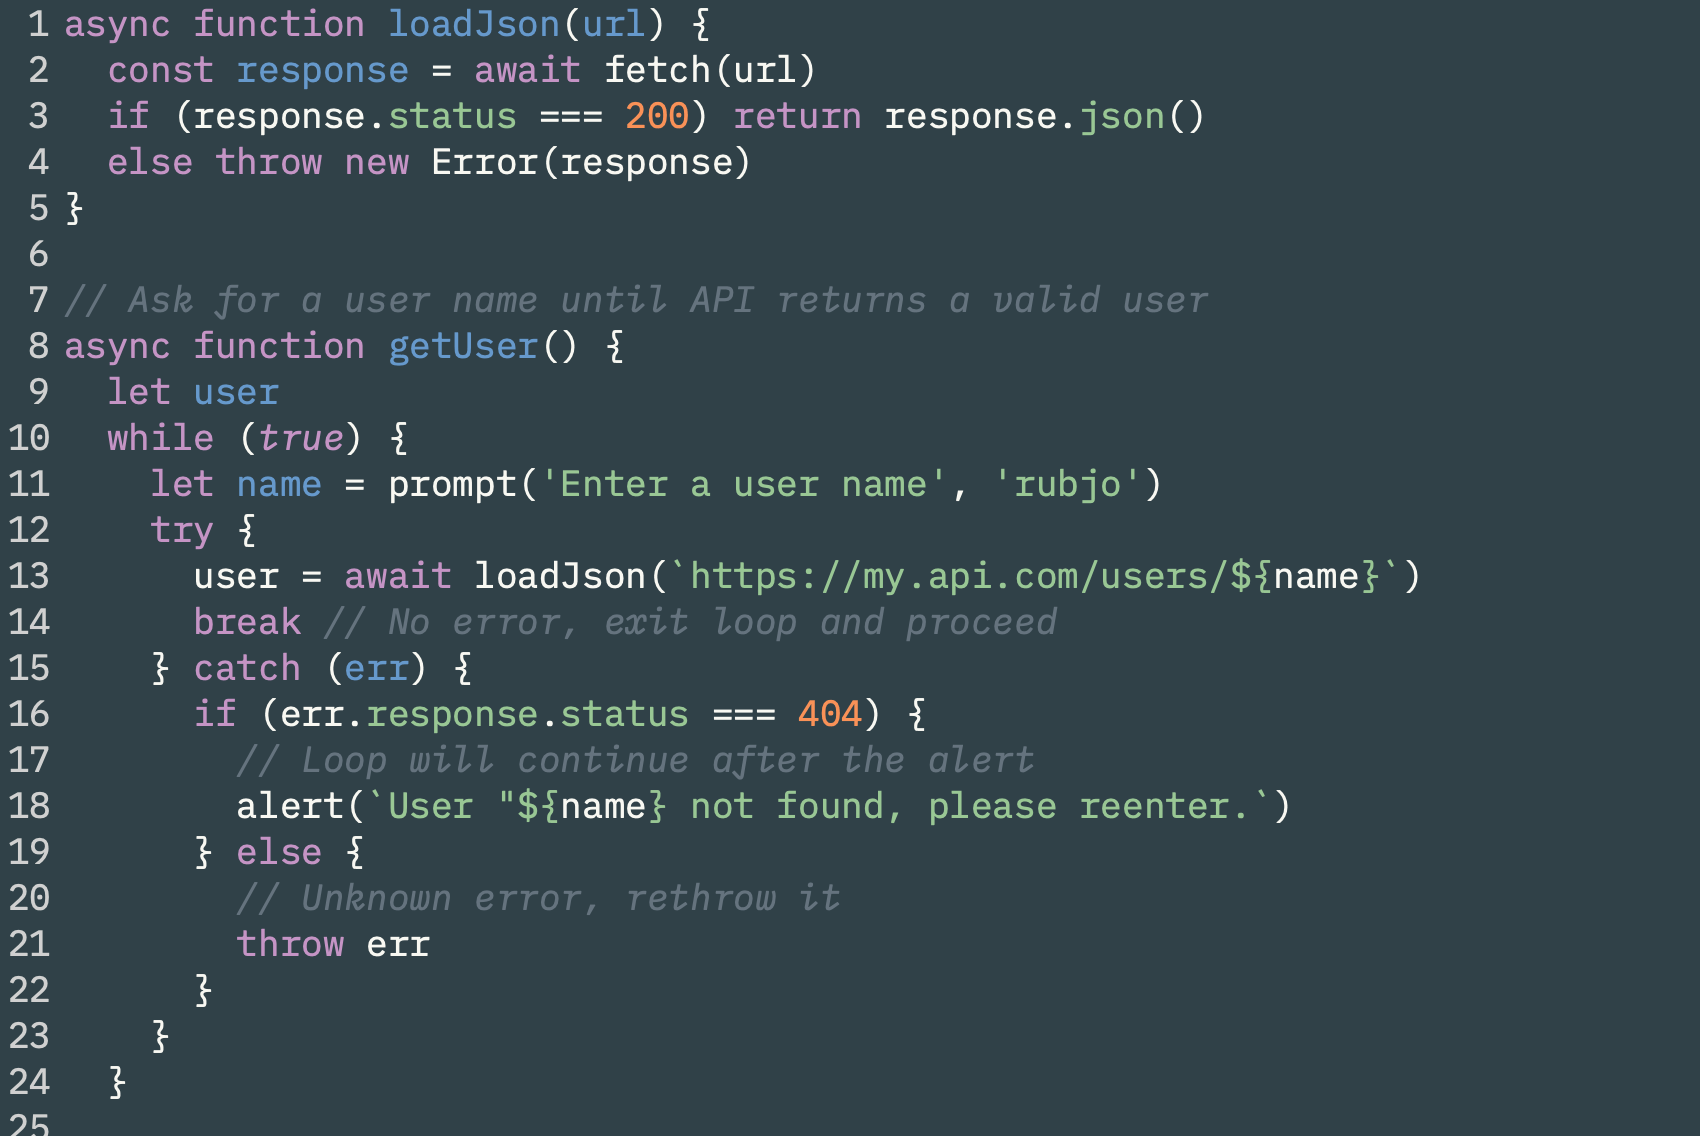 1 async function loadJson(url) {
2   const response = await fetch(url)
3   if (response.status === 200) return response.json()
4   else throw new Error(response)
5 }
6
7 // Ask for a user name until API returns a valid user
8 async function getUser() {
9   let user
10   while (true) {
11     let name = prompt('Enter a user name', 'rubjo')
12     try {
13       user = await loadJson(`https://my.api.com/users/${name}`)
14       break // No error, exit loop and proceed
15     } catch (err) {
16       if (err.response.status === 404) {
17         // Loop will continue after the alert
18         alert(`User "${name} not found, please reenter.`)
19       } else {
20         // Unknown error, rethrow it
21         throw err
22       }
23     }
24   }
25